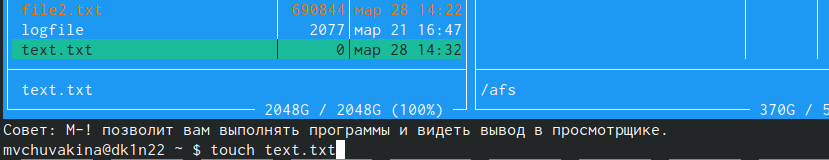 file2.txt 690844 мар 28 14:22
logfile 2077 мар 21 16:47
text.txt 0 мар 28 14:32
text.txt /afs
2048G / 2048G (100%) 370G / 5
Совет: M-! позволит вам выполнять программы и видеть вывод в просмотрщике.
mvchuvakina@dk1n22 ~ $ touch text.txt